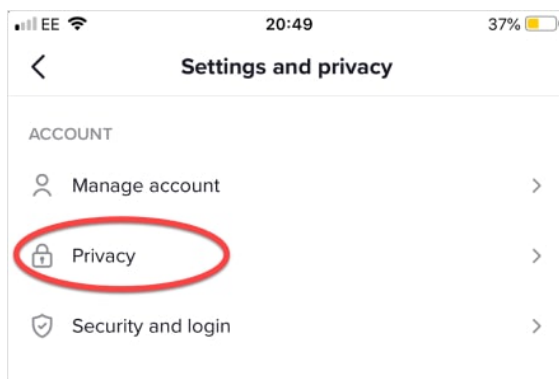 EE 20:49 37%
Settings and privacy
ACCOUNT
Manage account
Privacy
Security and login